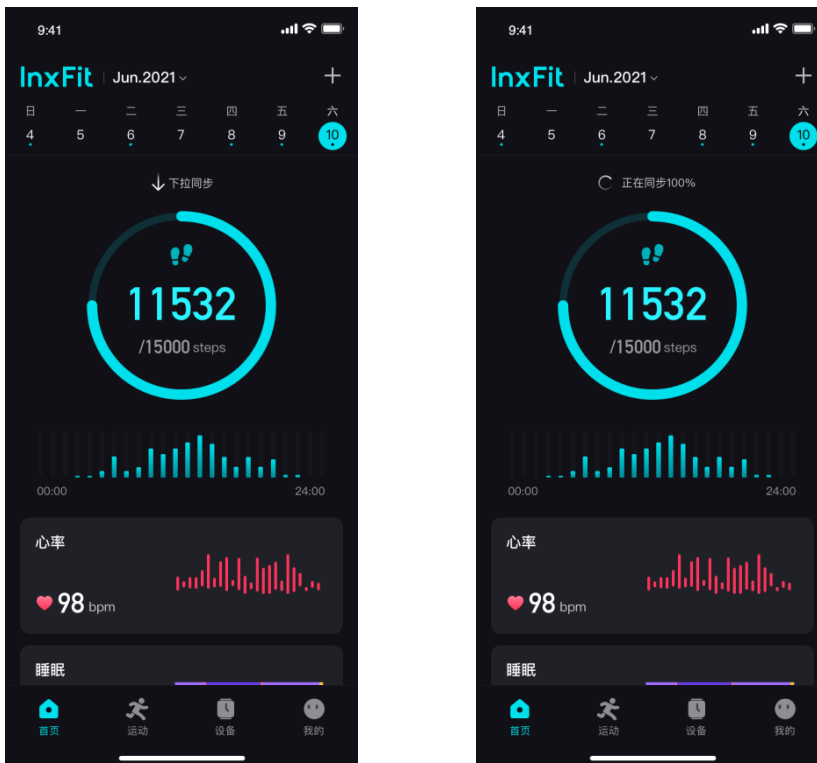 9:41
InxFit Jun.2021
日 一 二 三 四 五 六
4 5 6 7 8 9 10
下拉同步
11532
/15000 steps
00:00 24:00
心率
98 bpm
睡眠
首页 运动 设备 我的
9:41
InxFit Jun.2021
日 一 二 三 四 五 六
4 5 6 7 8 9 10
正在同步100%
11532
/15000 steps
00:00 24:00
心率
98 bpm
睡眠
首页 运动 设备 我的